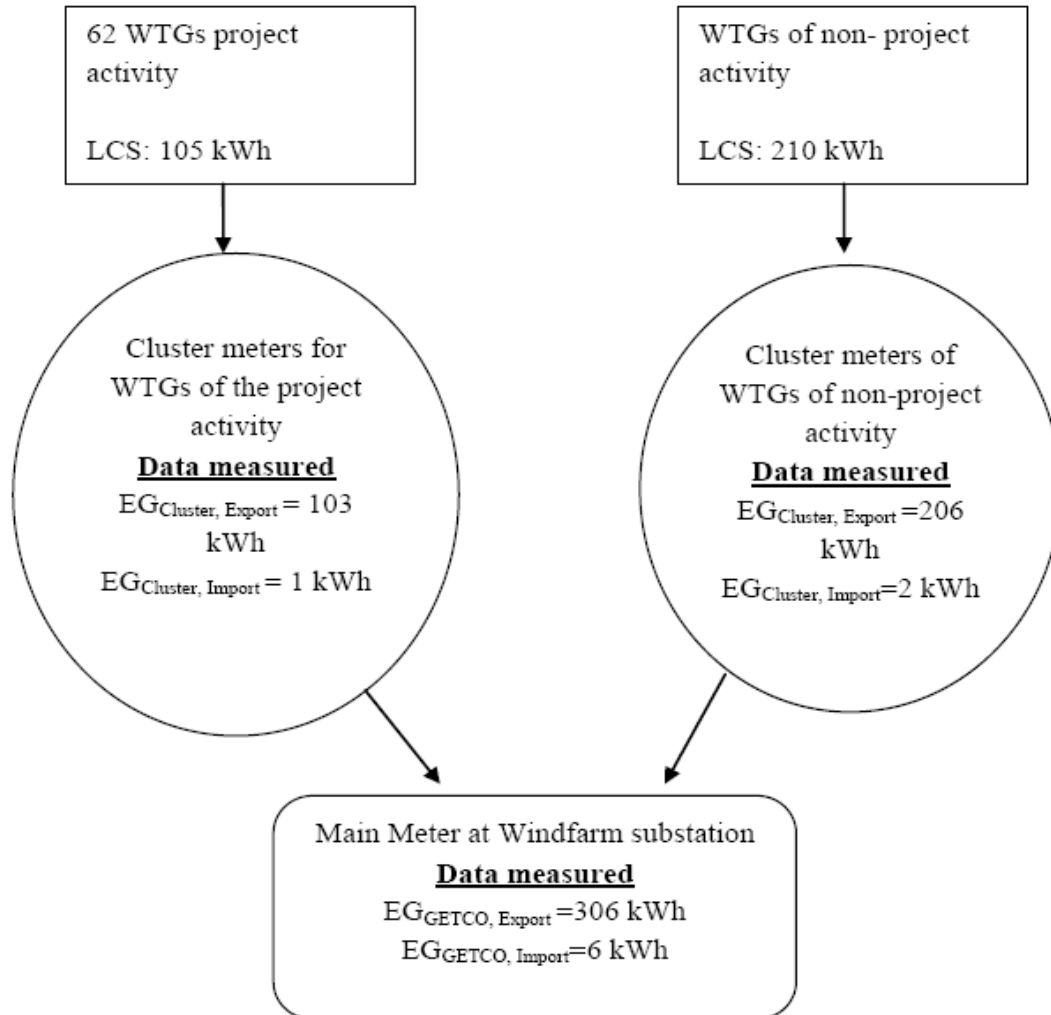 62 WTGs project
activity
LCS: 105 kWh
WTGs of non- project
activity
LCS: 210 kWh
Cluster meters for
WTGs of the project
activity
Data measured
EGCluster, Export = 103
kWh
EGCluster, Import = 1 kWh
Cluster meters of
WTGs of non-project
activity
Data measured
EGCluster, Export =206
kWh
EGCluster, Import=2 kWh
Main Meter at Windfarm substation
Data measured
EGGETCO, Export =306 kWh
EGGETCO, Import=6 kWh